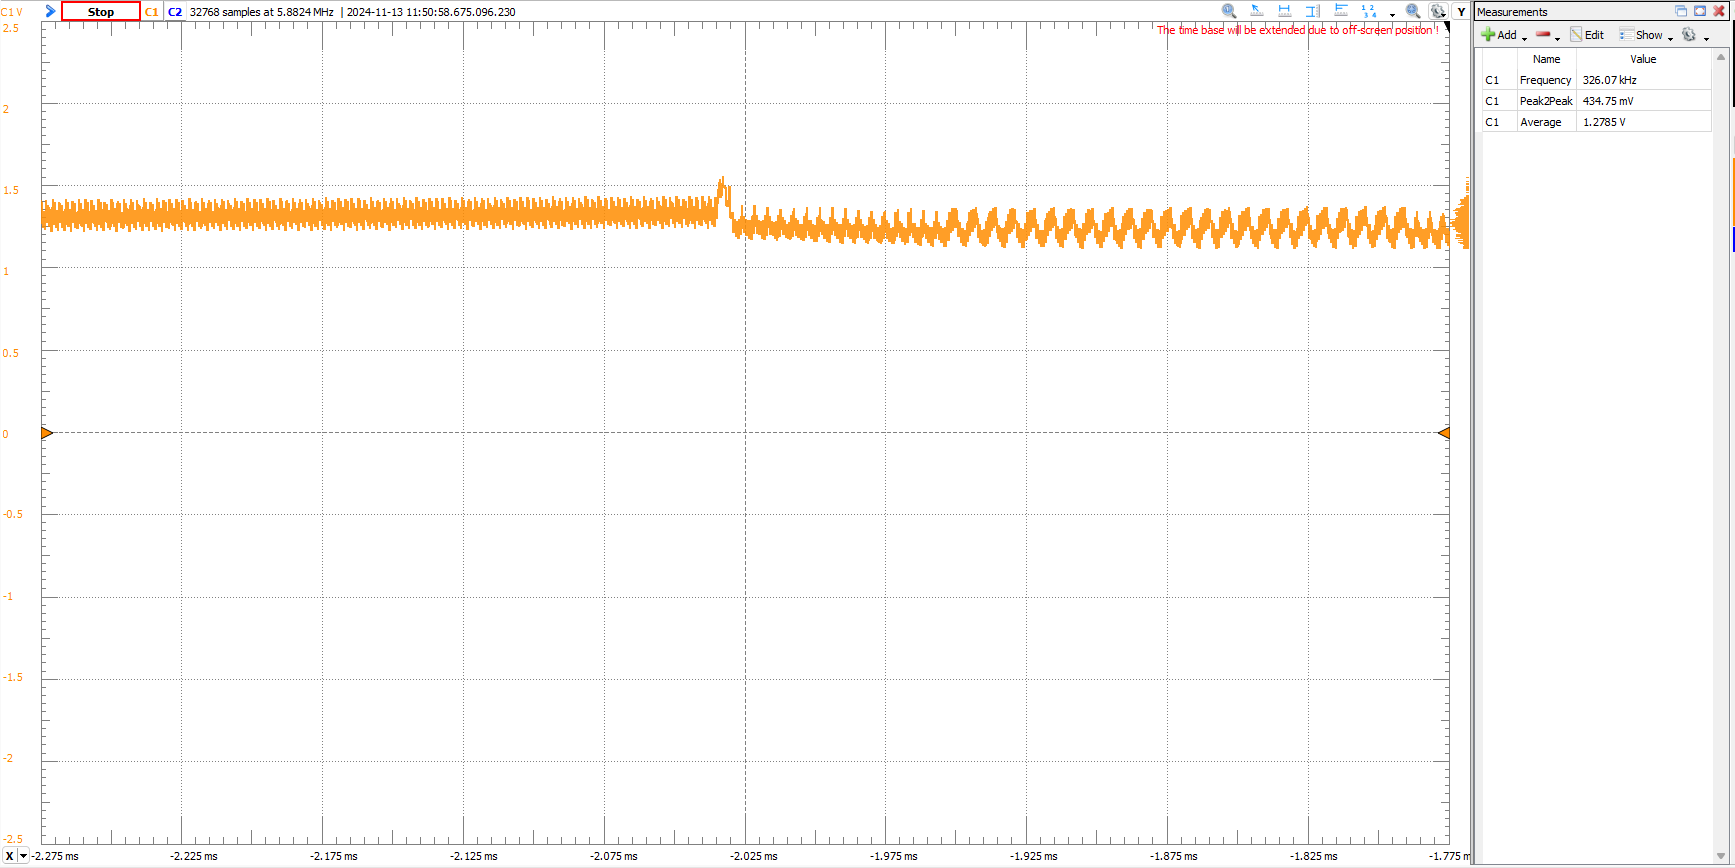 C1 V Stop C1 C2 32768 samples at 5.8824 MHz | 2024-11-13 11:50:58.675.096.230 Y
The time base will be extended due to off-screen position !
2.5
2
1.5
1
0.5
0
-0.5
-1
-1.5
-2
-2.5
X -2.275 ms -2.225 ms -2.175 ms -2.125 ms -2.075 ms -2.025 ms -1.975 ms -1.925 ms -1.875 ms -1.825 ms -1.775 m
Measurements
Add Edit Show
Name Value
C1 Frequency 326.07 kHz
C1 Peak2Peak 434.75 mV
C1 Average 1.2785 V